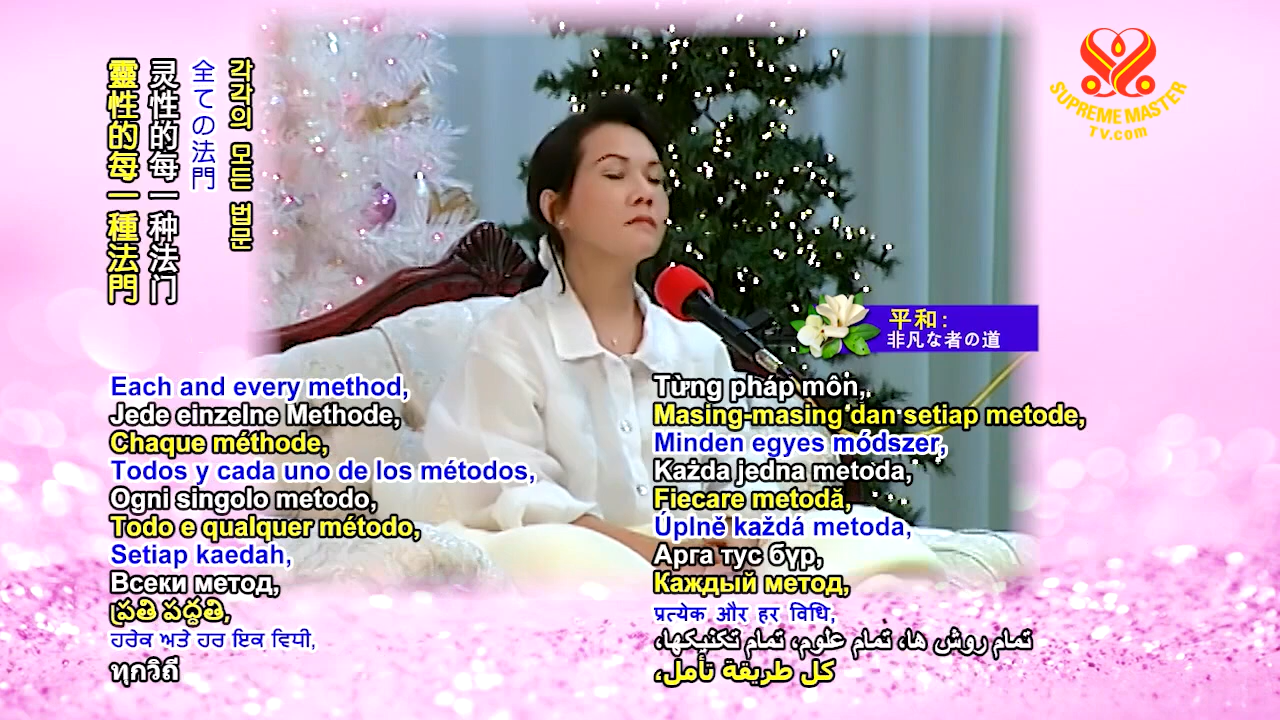 靈性的每一種法門
灵性的每一种法门
全ての法門
각각의 모든 법문
SUPREME MASTER
TV.com
平和:
非凡な者の道
Each and every method,
Jede einzelne Methode,
Chaque méthode,
Todos y cada uno de los métodos,
Ogni singolo metodo,
Todo e qualquer método,
Setiap kaedah,
Всеки метод,
ప్రతి పద్ధతి,
ਹਰੇਕ ਅਤੇ ਹਰ ਇਕ ਵਿਧੀ,
ทุกวิถี
Từng pháp môn,
Masing-masing dan setiap metode,
Minden egyes módszer,
Każda jedna metoda,
Fiecare metodă,
Úplně každá metoda,
Арга тус бүр,
Каждый метод,
प्रत्येक और हर विधि,
تمام روش ها، تمام علوم، تمام تکنیکها،
كل طريقة تأمل،